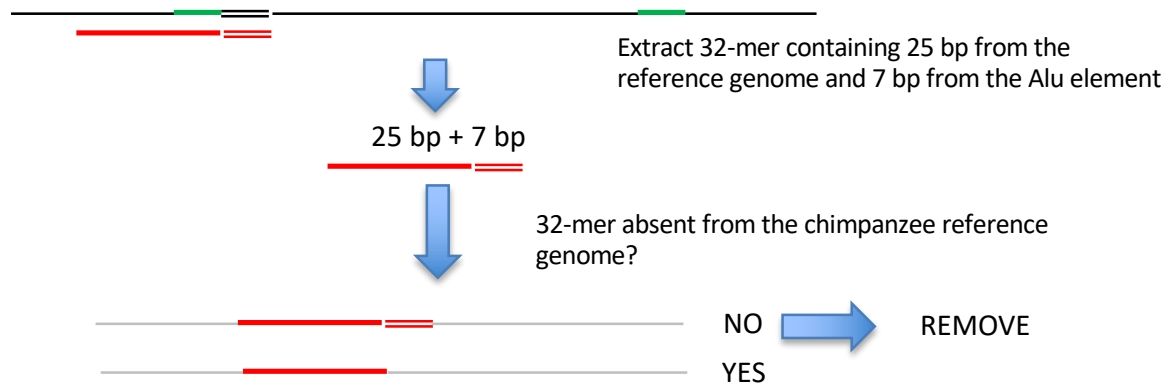 Extract 32-mer containing 25 bp from the
reference genome and 7 bp from the Alu element
25 bp + 7 bp
32-mer absent from the chimpanzee reference
genome?
NO
REMOVE
YES